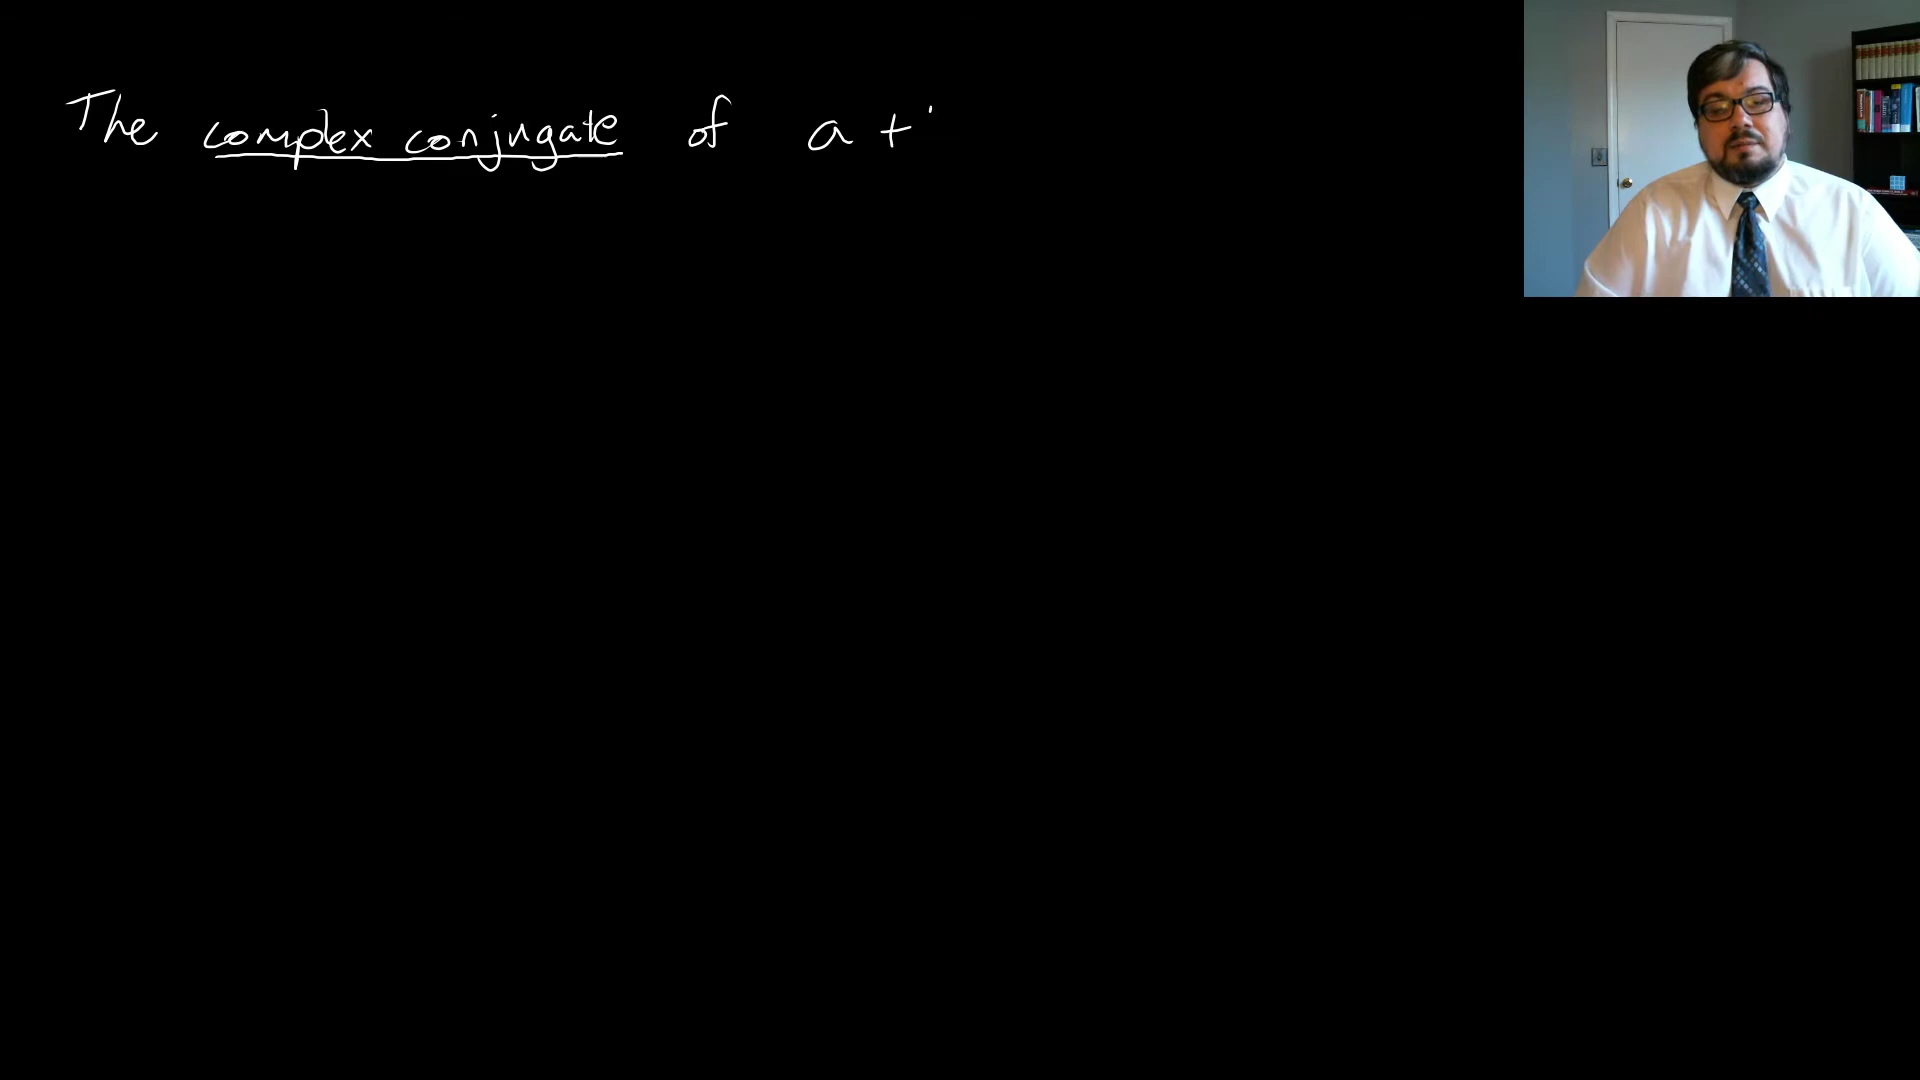 The complex conjugate of a +